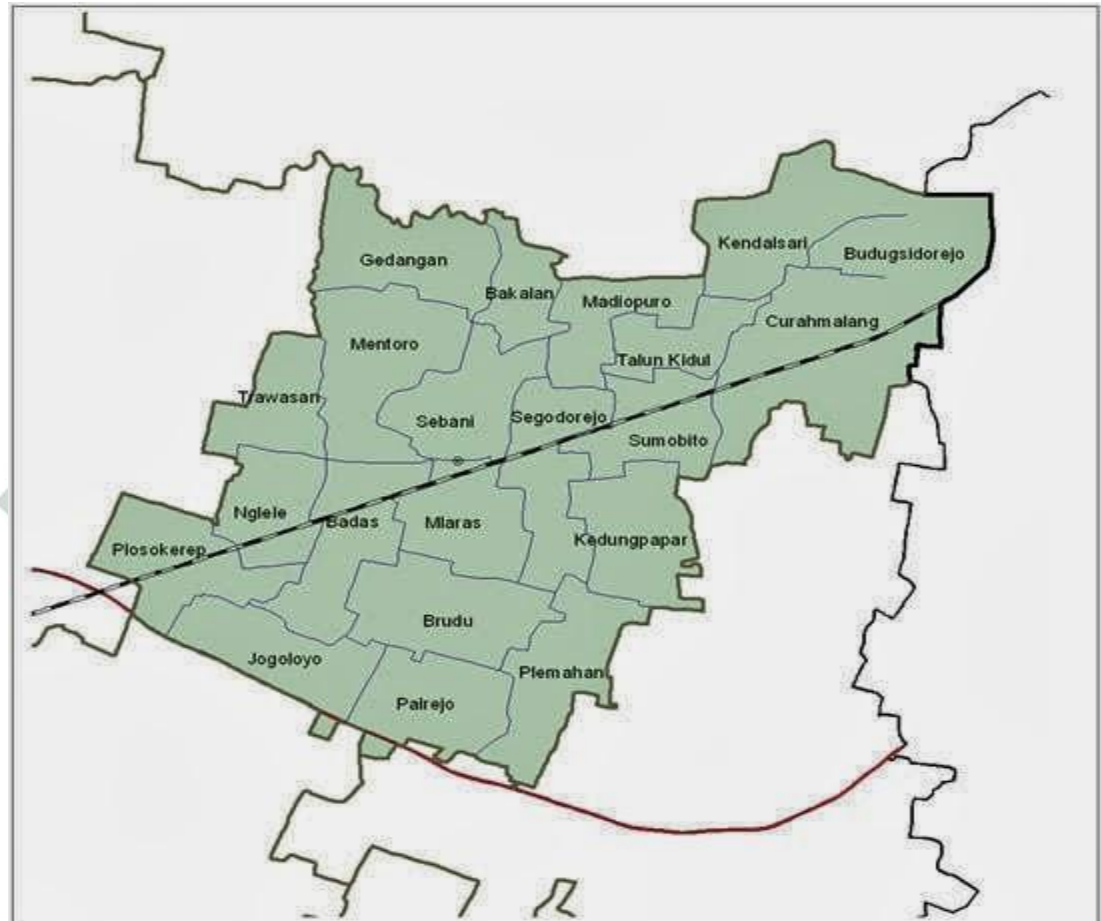 Kendalsari
Budugsidorejo
Gedangan
Bakalan
Madiopuro
Curahmalang
Mentoro
Talun Kidul
Trawasan
Sebani
Segodorejo
Sumobito
Nglele
Badas
Mlaras
Kedungpapar
Plosokerep
Brudu
Jogoloyo
Plemahan
Palrejo